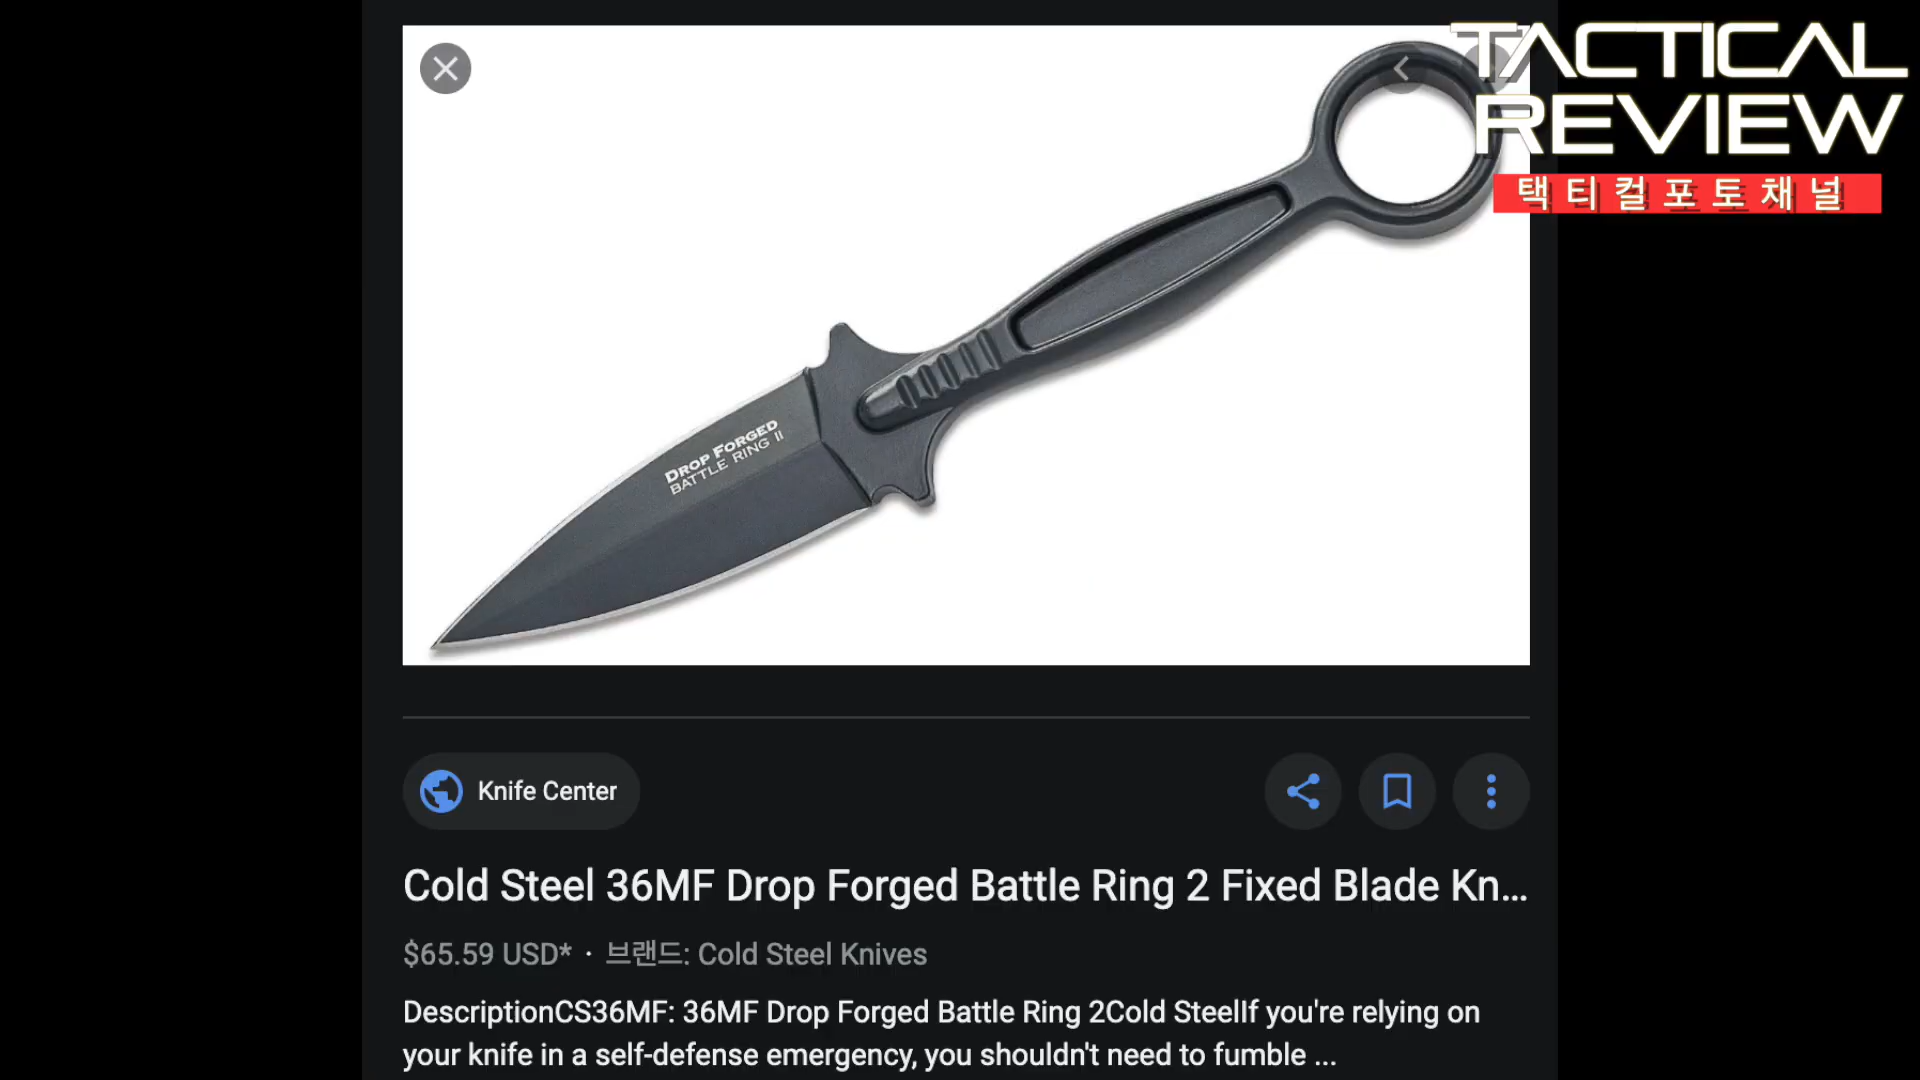 TACTICAL
REVIEW
택티컬포토채널
DROP FORGED
BATTLE RING II
Knife Center
Cold Steel 36MF Drop Forged Battle Ring 2 Fixed Blade Kn...
$65.59 USD* · 브랜드: Cold Steel Knives
DescriptionCS36MF: 36MF Drop Forged Battle Ring 2Cold SteelIf you're relying on
your knife in a self-defense emergency, you shouldn't need to fumble ...